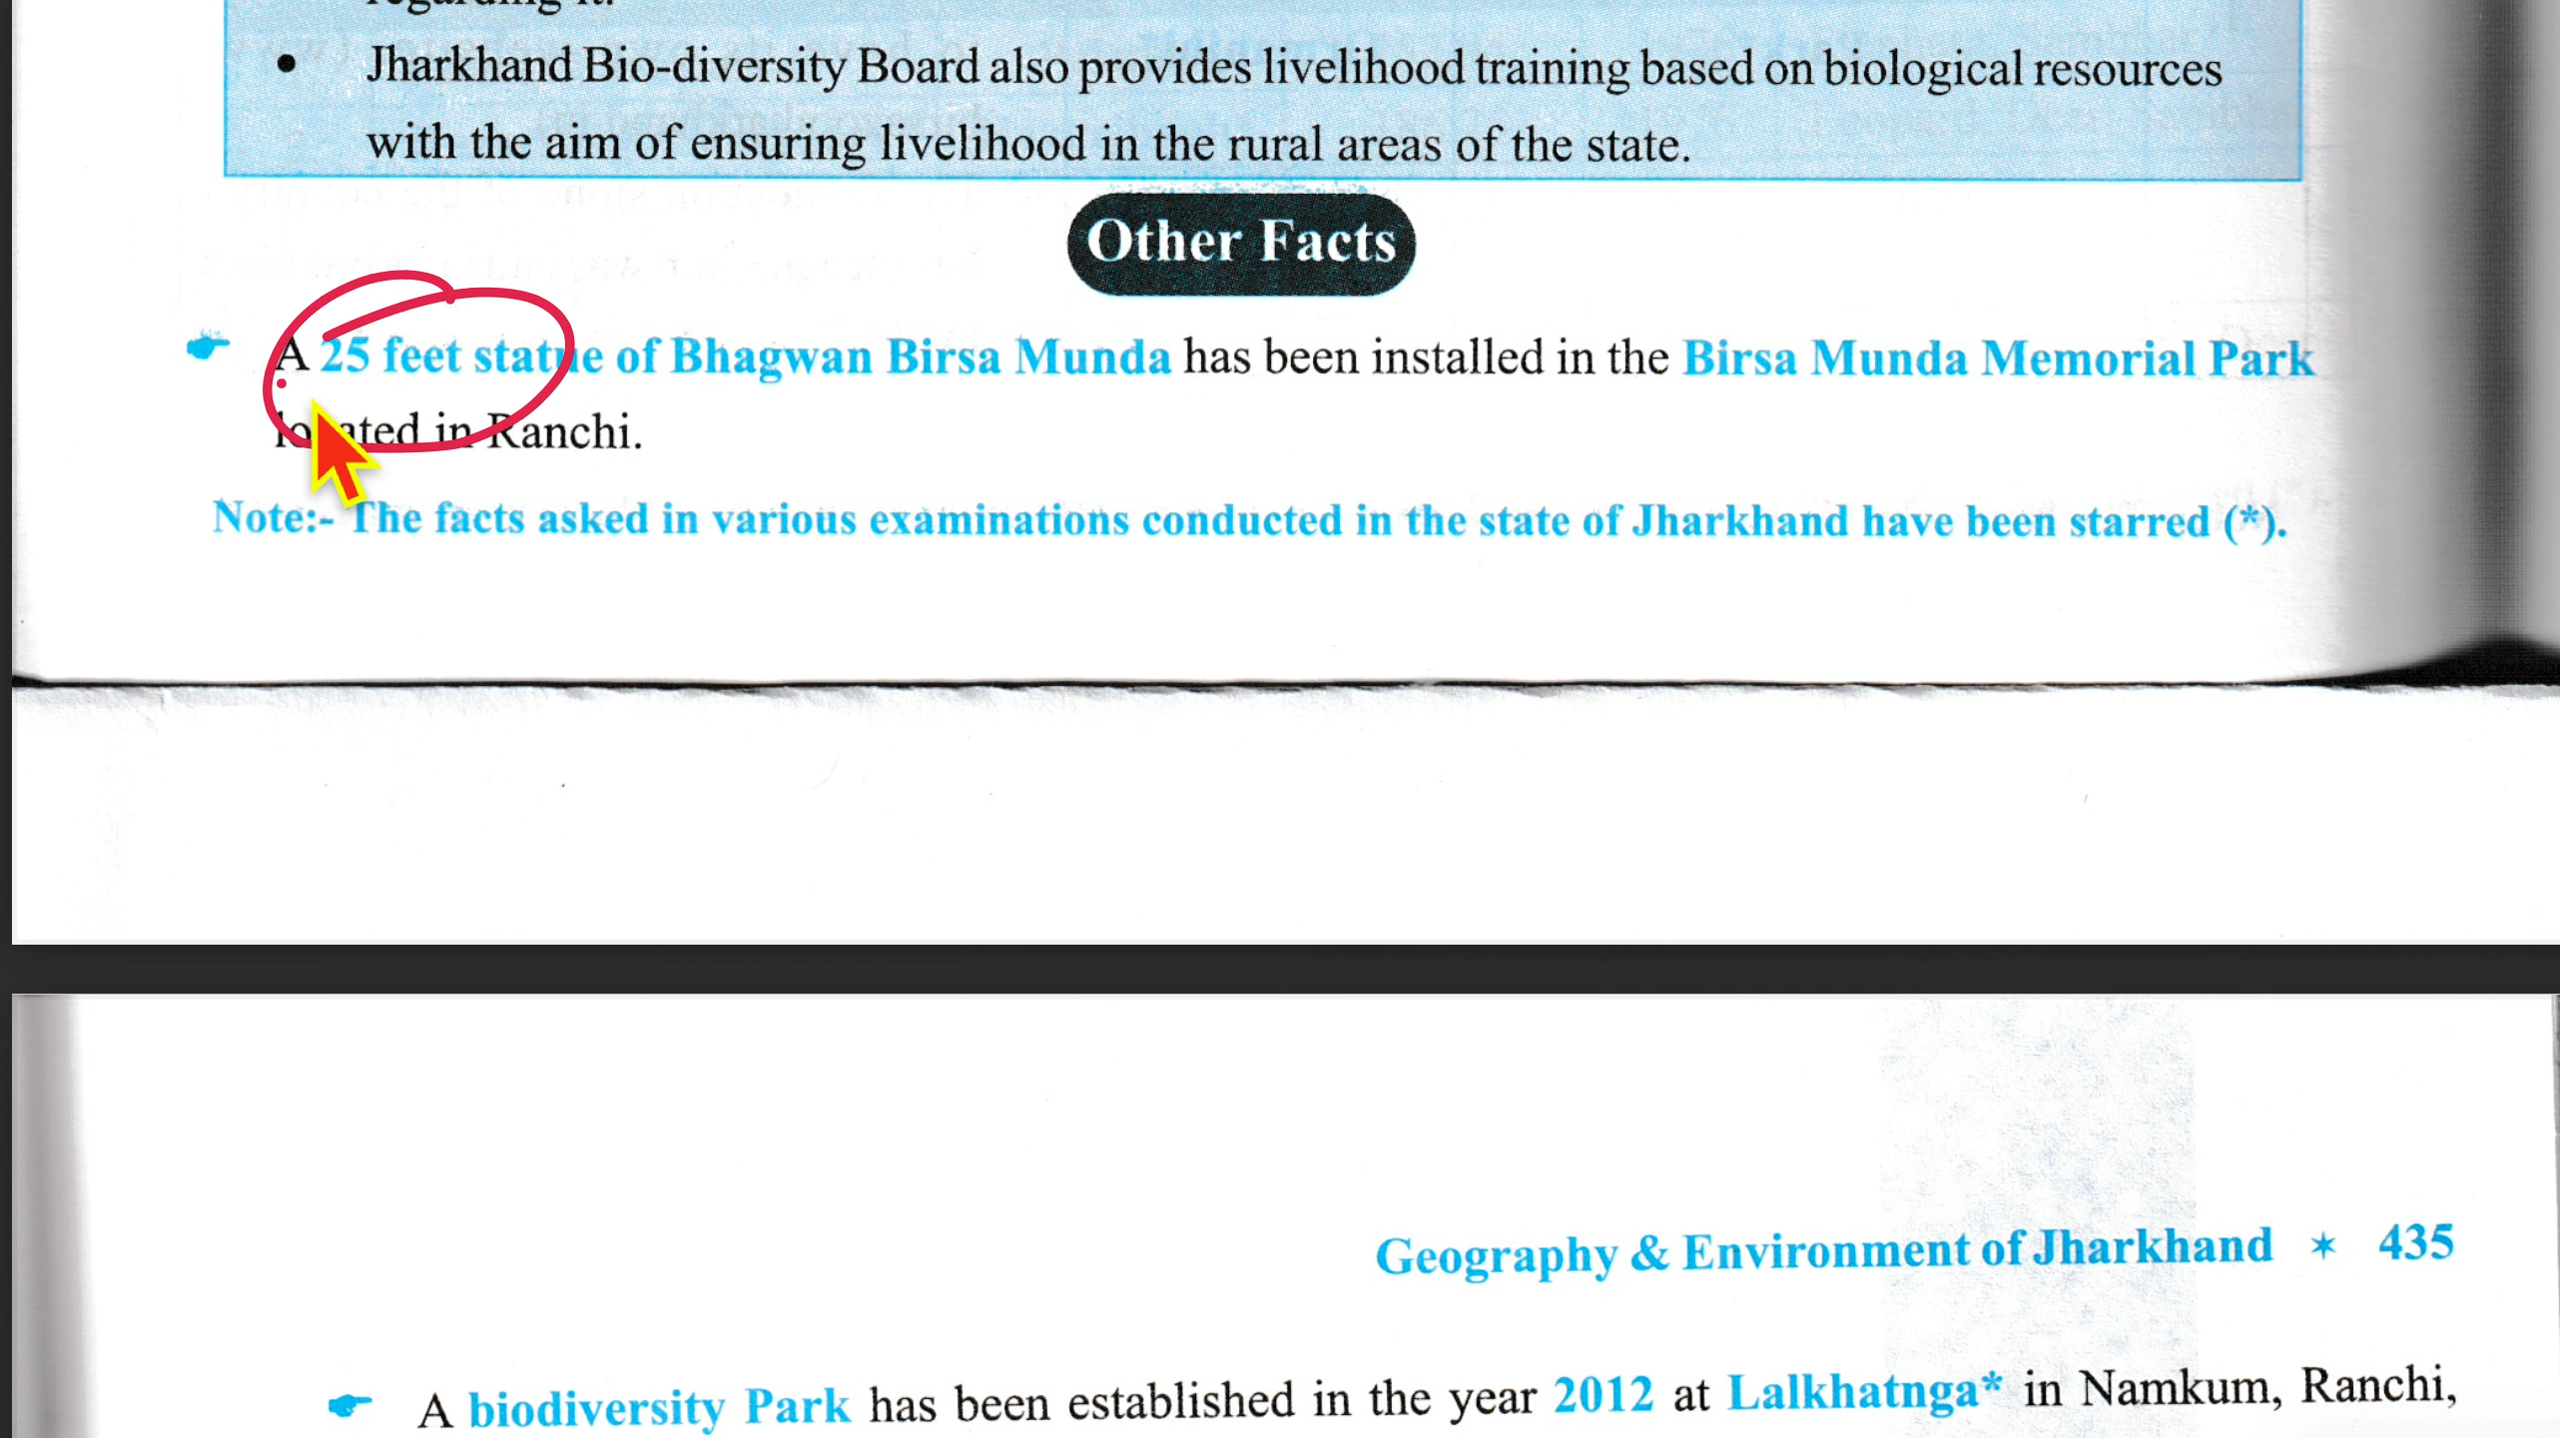 regarding it.
• Jharkhand Bio-diversity Board also provides livelihood training based on biological resources
with the aim of ensuring livelihood in the rural areas of the state.
Other Facts
A 25 feet statue of Bhagwan Birsa Munda has been installed in the Birsa Munda Memorial Park
located in Ranchi.
Note:- The facts asked in various examinations conducted in the state of Jharkhand have been starred (*).
Geography & Environment of Jharkhand * 435
A biodiversity Park has been established in the year 2012 at Lalkhatnga* in Namkum, Ranchi,